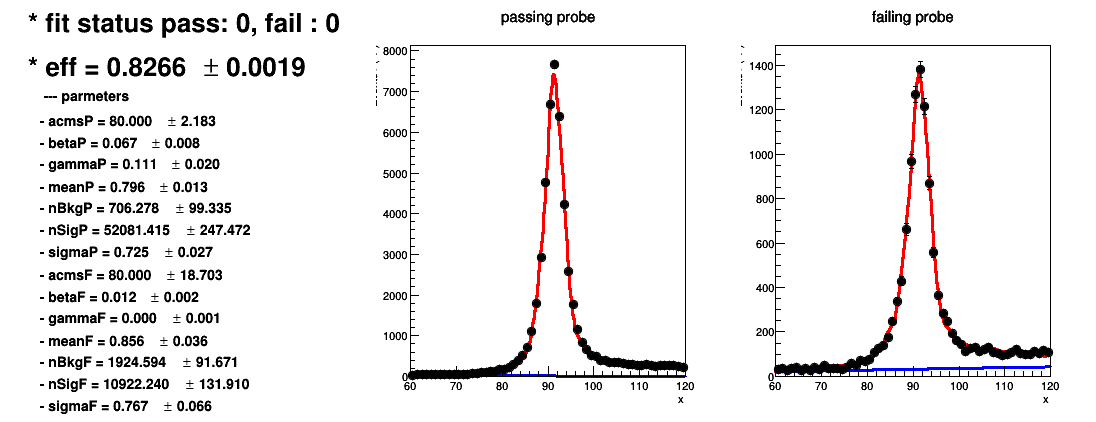 * fit status pass: 0, fail : 0
* eff = 0.8266 ± 0.0019
--- parmeters
- acmsP = 80.000 ± 2.183
- betaP = 0.067 ± 0.008
- gammaP = 0.111 ± 0.020
- meanP = 0.796 ± 0.013
- nBkgP = 706.278 ± 99.335
- nSigP = 52081.415 ± 247.472
- sigmaP = 0.725 ± 0.027
- acmsF = 80.000 ± 18.703
- betaF = 0.012 ± 0.002
- gammaF = 0.000 ± 0.001
- meanF = 0.856 ± 0.036
- nBkgF = 1924.594 ± 91.671
- nSigF = 10922.240 ± 131.910
- sigmaF = 0.767 ± 0.066
passing probe
8000
7000
6000
5000
4000
3000
2000
1000
0
60 70 80 90 100 110 120
x
failing probe
1400
1200
1000
800
600
400
200
0
60 70 80 90 100 110 120
x